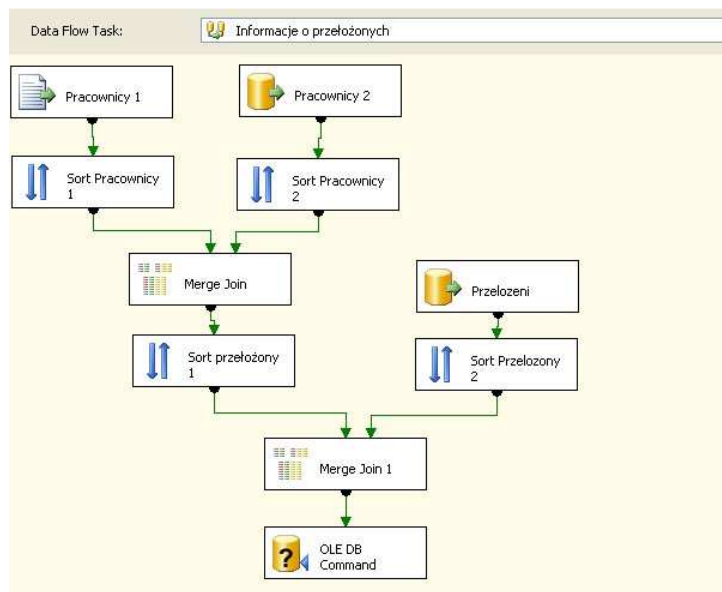 Data Flow Task:
Informacje o przełożonych
Pracownicy 1
Pracownicy 2
Sort Pracownicy
1
Sort Pracownicy
2
Merge Join
Przelozeni
Sort przełożony
1
Sort Przelozony
2
Merge Join 1
?
OLE DB
Command